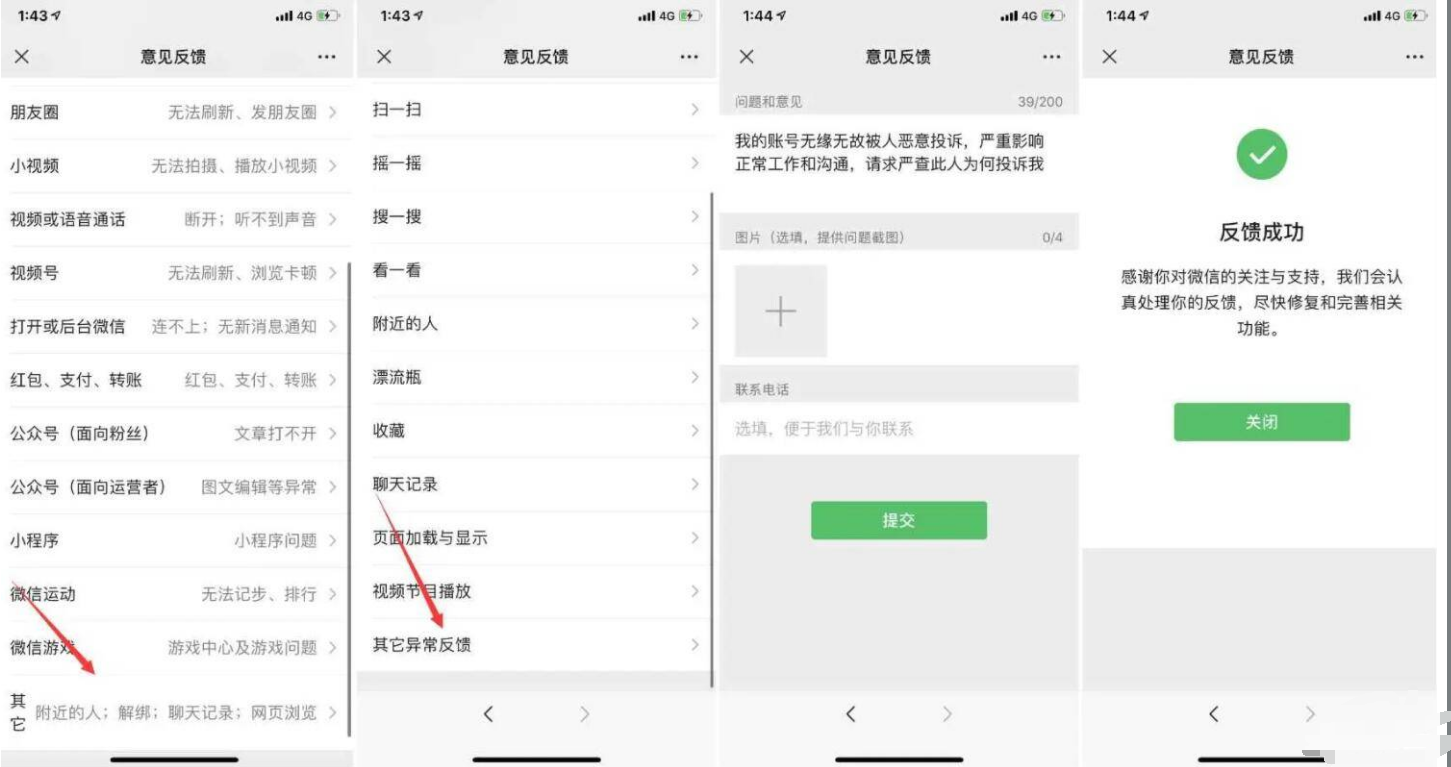 1:43
4G
意见反馈
朋友圈 无法刷新、发朋友圈
小视频 无法拍摄、播放小视频
视频或语音通话 断开；听不到声音
视频号 无法刷新、浏览卡顿
打开或后台微信 连不上；无新消息通知
红包、支付、转账 红包、支付、转账
公众号（面向粉丝） 文章打不开
公众号（面向运营者） 图文编辑等异常
小程序 小程序问题
微信运动 无法记步、排行
微信游戏 游戏中心及游戏问题
其它 附近的人；解绑；聊天记录；网页浏览
1:43
4G
意见反馈
扫一扫
摇一摇
搜一搜
看一看
附近的人
漂流瓶
收藏
聊天记录
页面加载与显示
视频节目播放
其它异常反馈
1:44
4G
意见反馈
问题和意见 39/200
我的账号无缘无故被人恶意投诉，严重影响
正常工作和沟通，请求严查此人为何投诉我
图片（选填，提供问题截图） 0/4
联系电话
选填，便于我们与你联系
提交
1:44
4G
意见反馈
反馈成功
感谢你对微信的关注与支持，我们会认
真处理你的反馈，尽快修复和完善相关
功能。
关闭